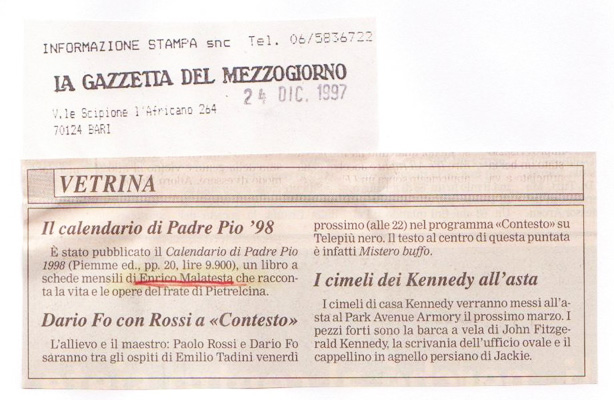 INFORMAZIONE STAMPA snc Tel. 06/5836722
LA GAZZETTA DEL MEZZOGIORNO
24 DIC. 1997
V.le Scipione l'Africano 264
70124 BARI
VETRINA
Il calendario di Padre Pio '98
È stato pubblicato il Calendario di Padre Pio
1998 (Piemme ed., pp. 20, lire 9.900), un libro a
schede mensili di Enrico Malatesta che raccon-
ta la vita e le opere del frate di Pietrelcina.
Dario Fo con Rossi a «Contesto»
L'allievo e il maestro: Paolo Rossi e Dario Fo
saranno tra gli ospiti di Emilio Tadini venerdì
prossimo (alle 22) nel programma «Contesto» su
Telepiù nero. Il testo al centro di questa puntata
è infatti Mistero buffo.
I cimeli dei Kennedy all'asta
I cimeli di casa Kennedy verranno messi all'a-
sta al Park Avenue Armory il prossimo marzo. I
pezzi forti sono la barca a vela di John Fitzge-
rald Kennedy, la scrivania dell'ufficio ovale e il
cappellino in agnello persiano di Jackie.